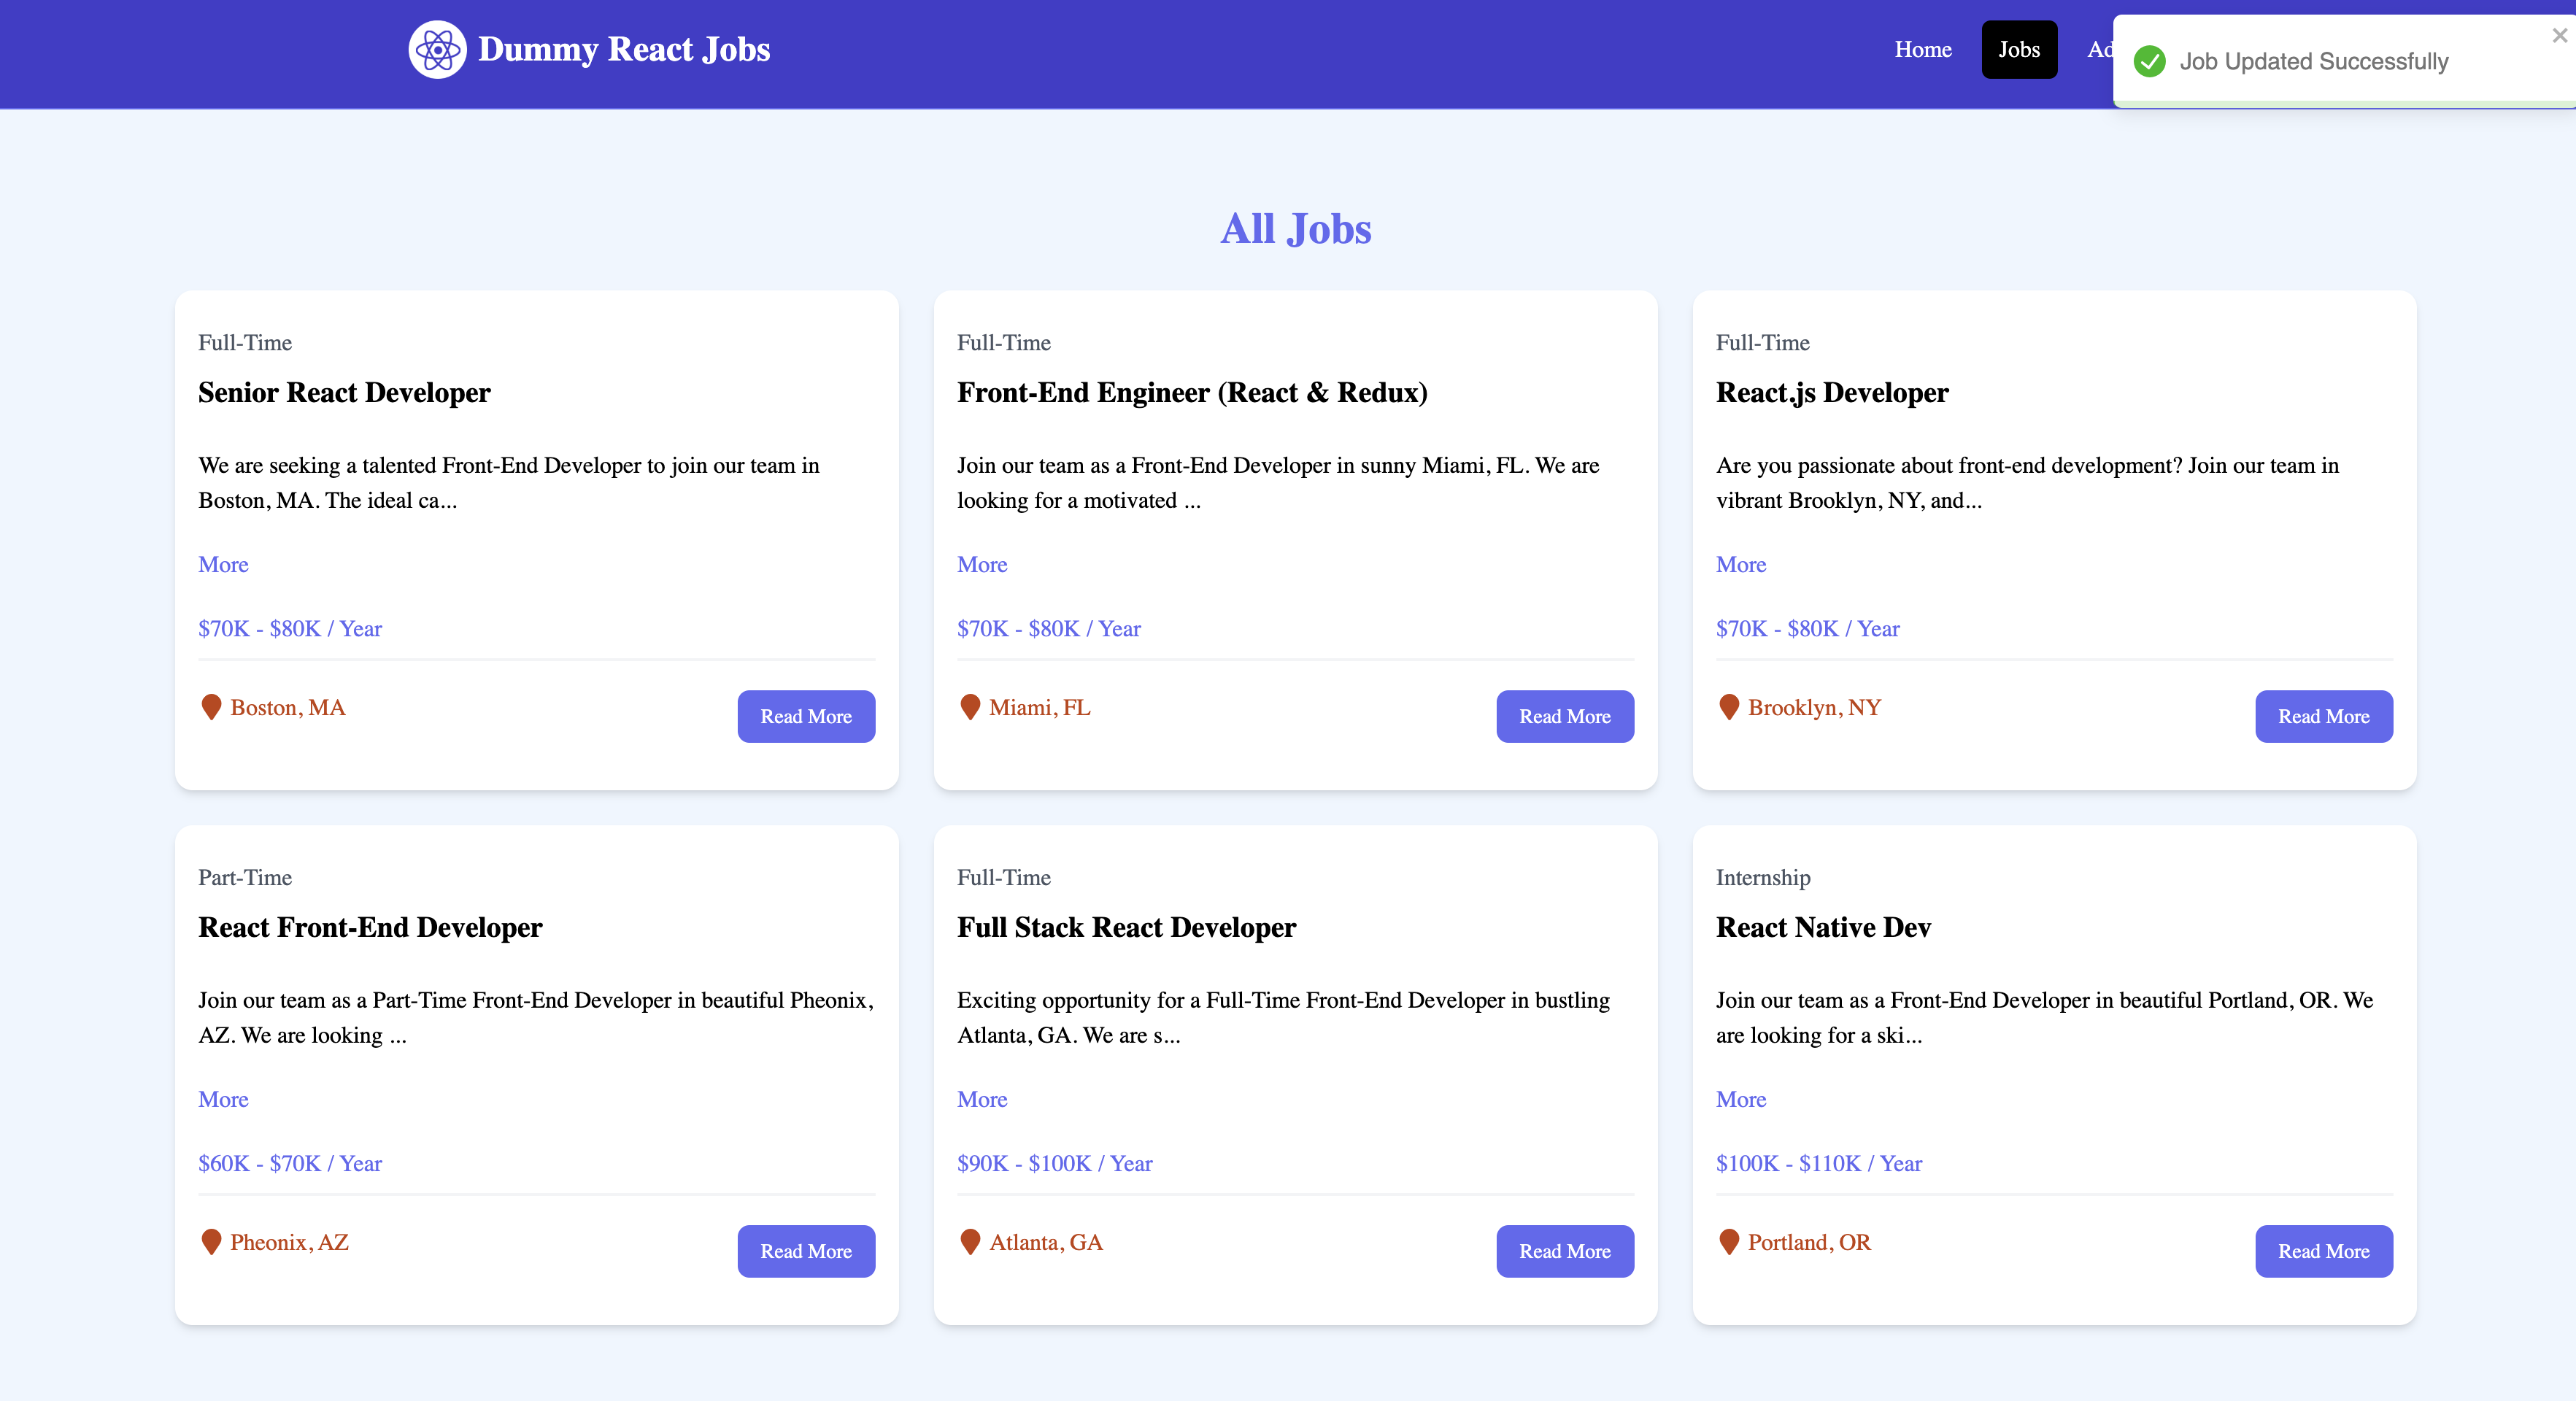 Dummy React Jobs
Home
Jobs
Job Updated Successfully
All Jobs
Full-Time
Senior React Developer
We are seeking a talented Front-End Developer to join our team in
Boston, MA. The ideal ca...
More
$70K - $80K / Year
Boston, MA
Read More
Full-Time
Front-End Engineer (React & Redux)
Join our team as a Front-End Developer in sunny Miami, FL. We are
looking for a motivated ...
More
$70K - $80K / Year
Miami, FL
Read More
Full-Time
React.js Developer
Are you passionate about front-end development? Join our team in
vibrant Brooklyn, NY, and...
More
$70K - $80K / Year
Brooklyn, NY
Read More
Part-Time
React Front-End Developer
Join our team as a Part-Time Front-End Developer in beautiful Pheonix,
AZ. We are looking ...
More
$60K - $70K / Year
Pheonix, AZ
Read More
Full-Time
Full Stack React Developer
Exciting opportunity for a Full-Time Front-End Developer in bustling
Atlanta, GA. We are s...
More
$90K - $100K / Year
Atlanta, GA
Read More
Internship
React Native Dev
Join our team as a Front-End Developer in beautiful Portland, OR. We
are looking for a ski...
More
$100K - $110K / Year
Portland, OR
Read More